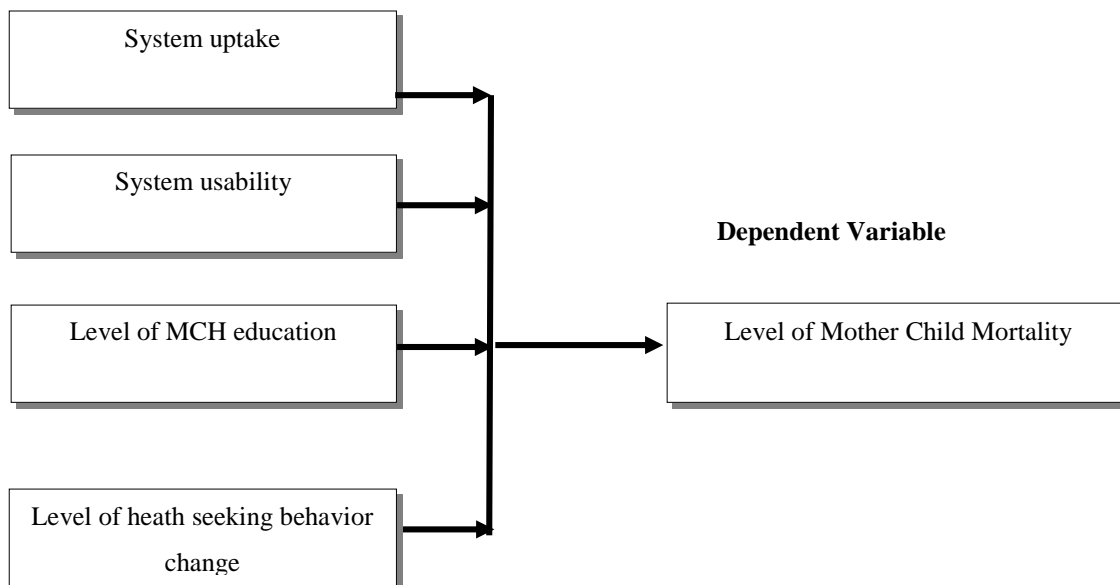 System uptake
System usability
Dependent Variable
Level of MCH education
Level of Mother Child Mortality
Level of heath seeking behavior
change